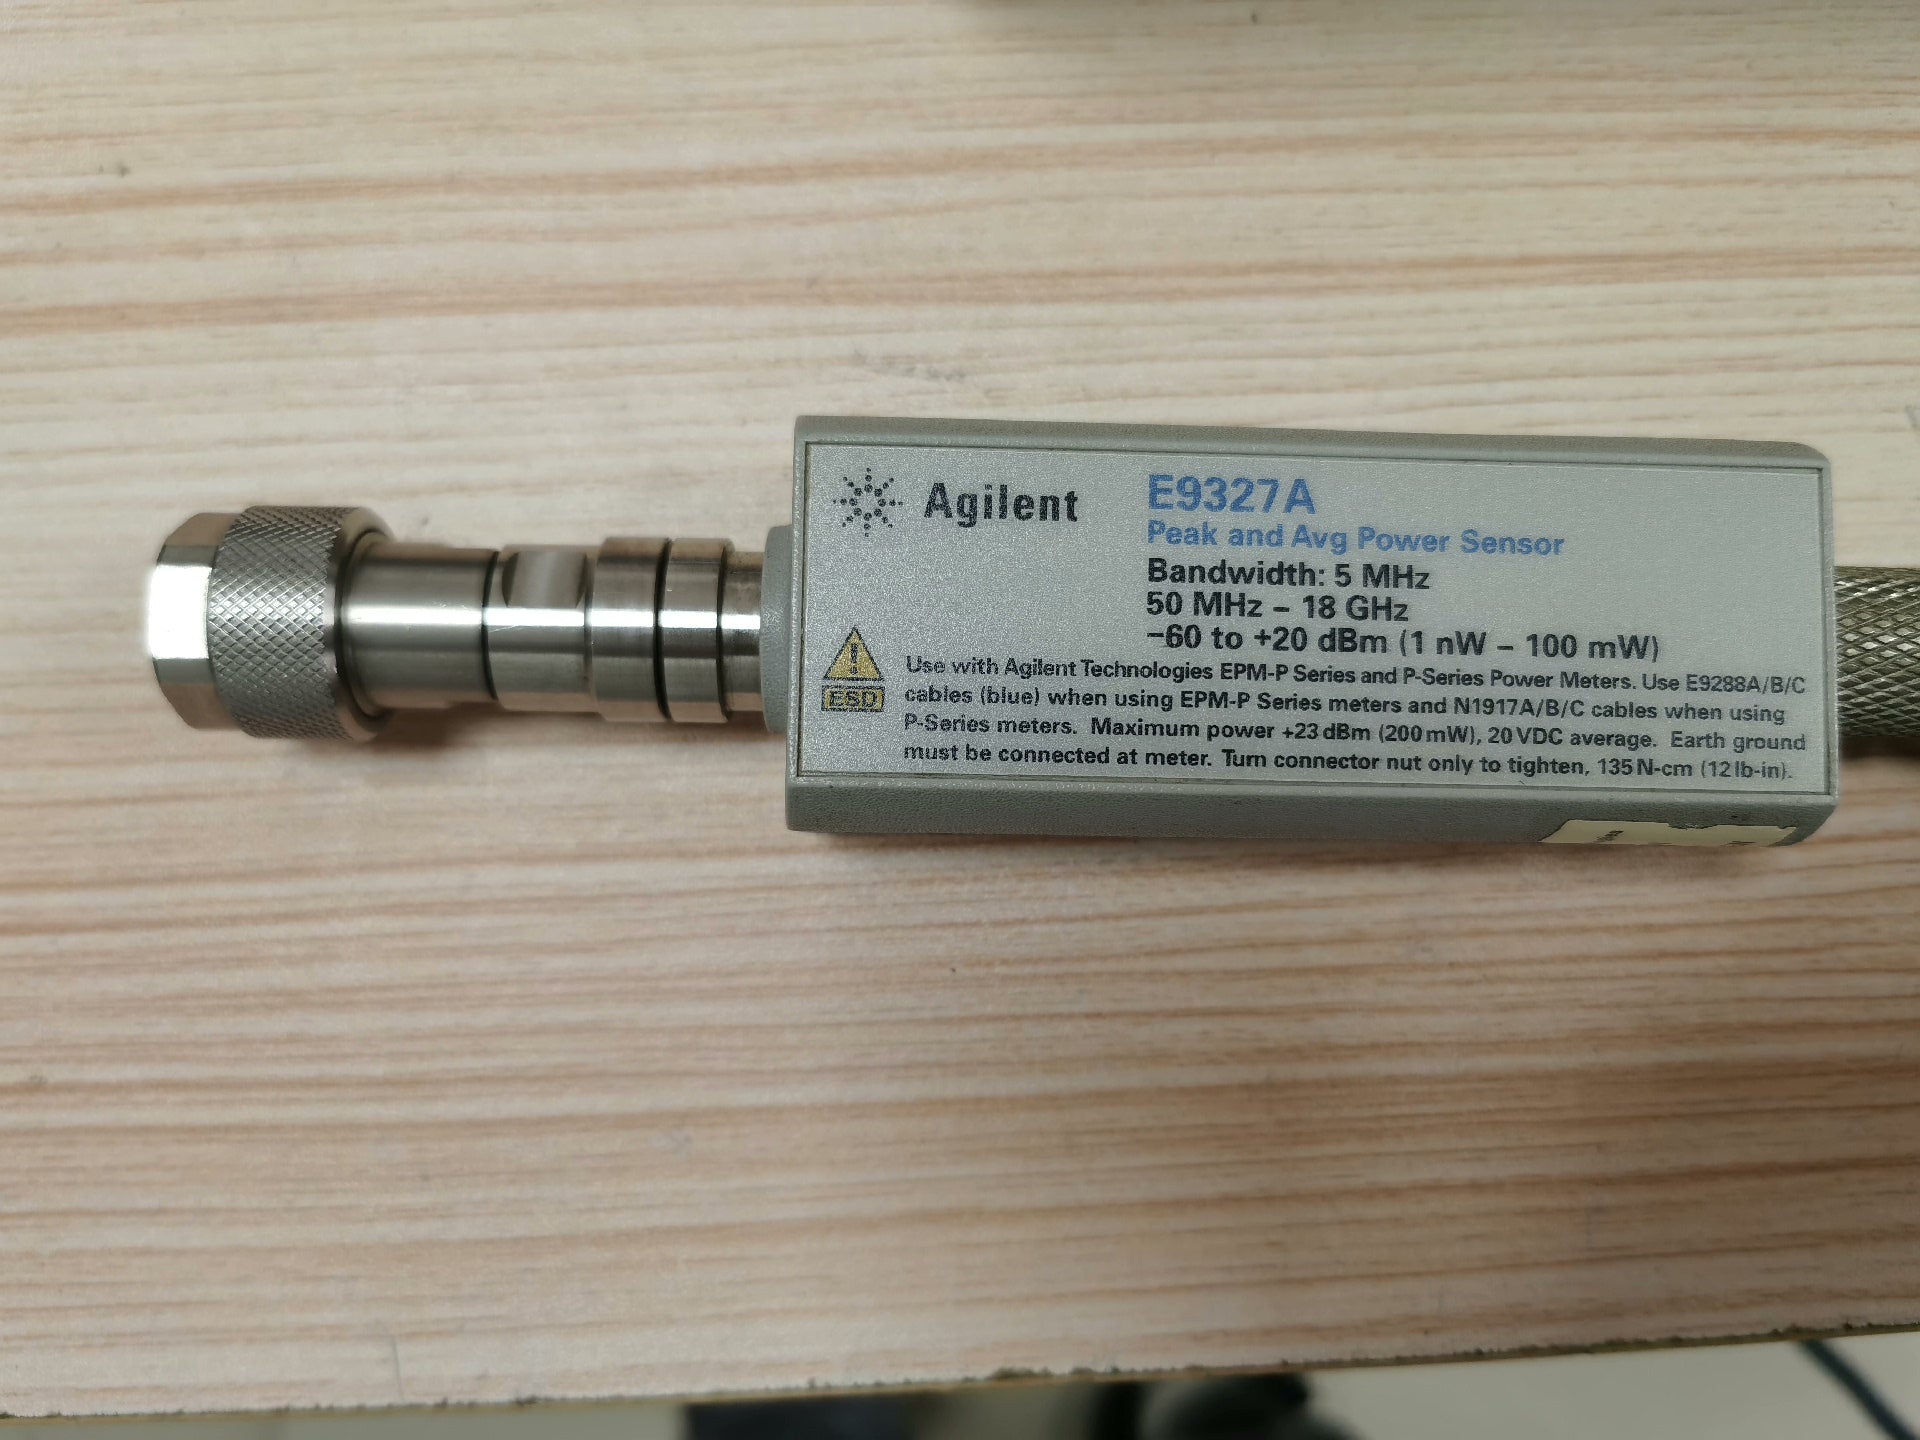 Agilent
E9327A
Peak and Avg Power Sensor
Bandwidth: 5 MHz
50 MHz – 18 GHz
–60 to +20 dBm (1 nW – 100 mW)
ESD
Use with Agilent Technologies EPM-P Series and P-Series Power Meters. Use E9288A/B/C
cables (blue) when using EPM-P Series meters and N1917A/B/C cables when using
P-Series meters. Maximum power +23 dBm (200 mW), 20 VDC average. Earth ground
must be connected at meter. Turn connector nut only to tighten, 135 N-cm (12 lb-in).